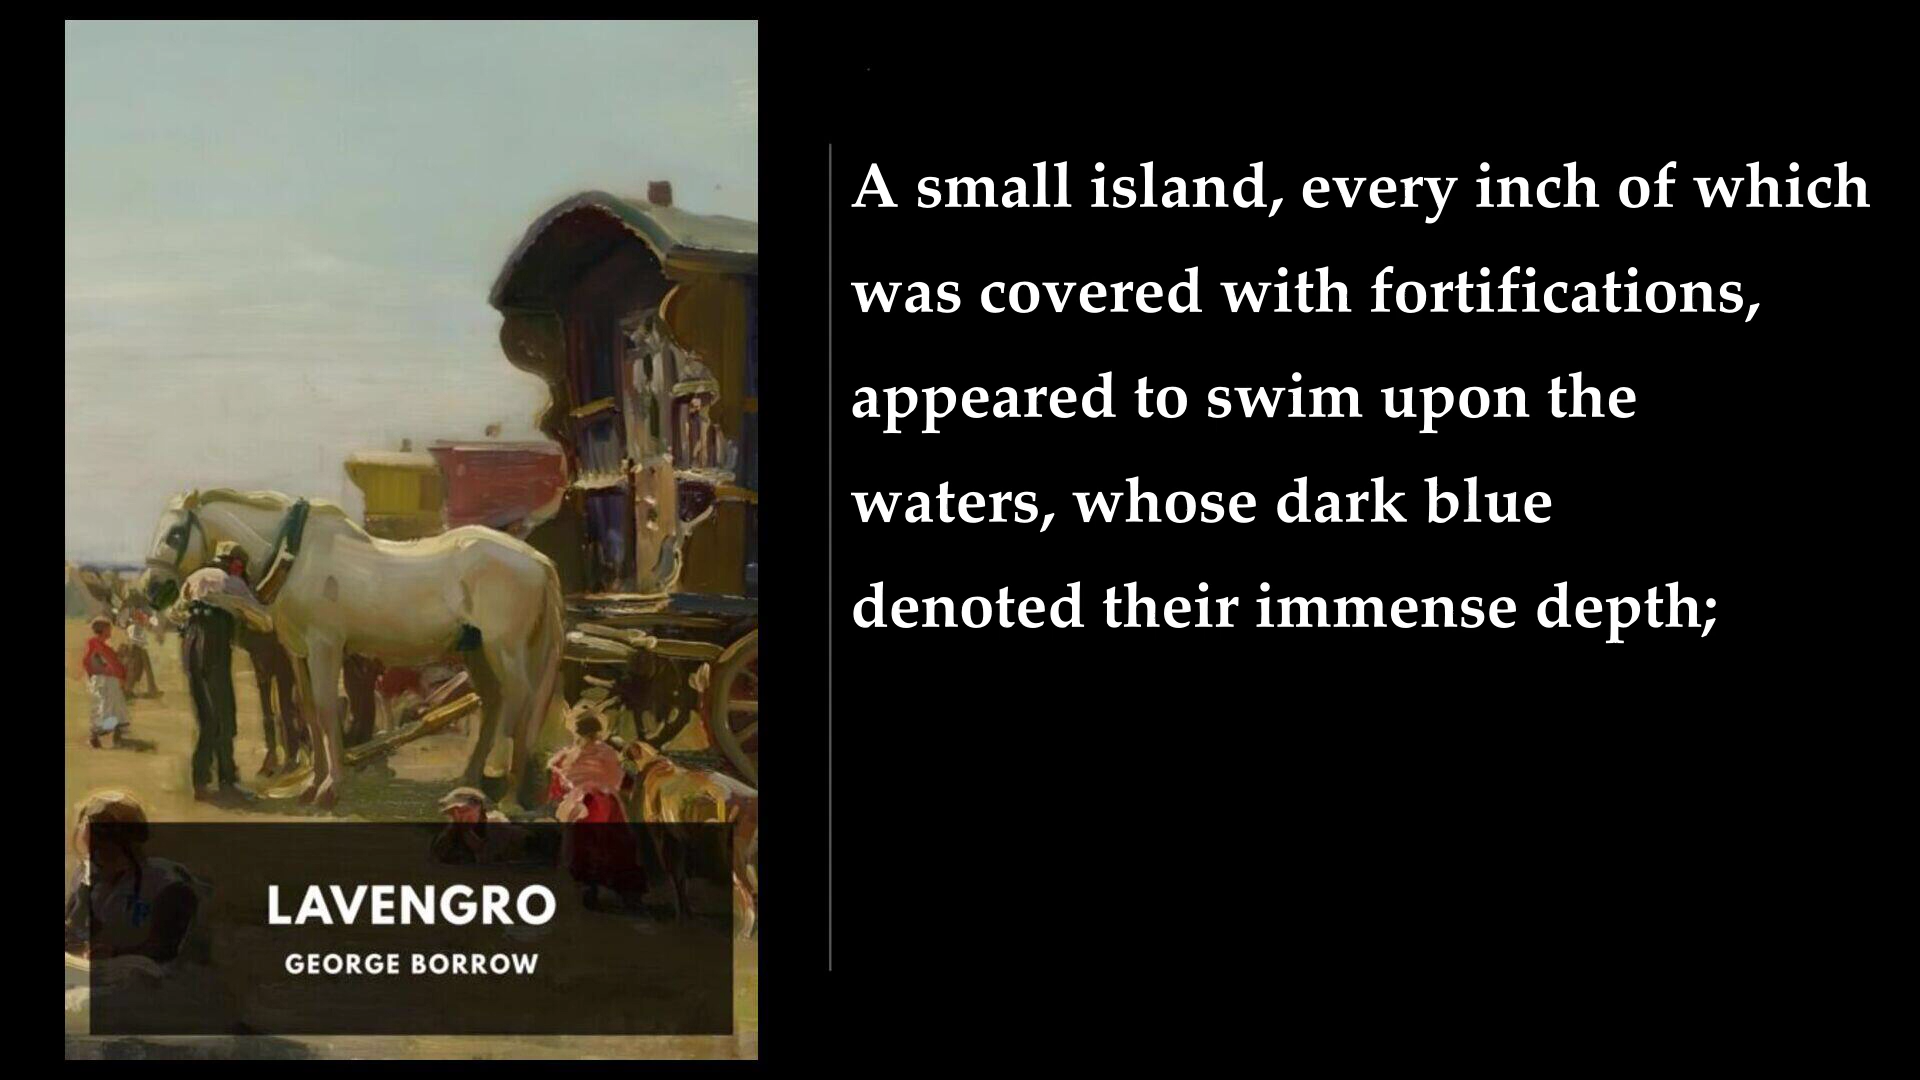 A small island, every inch of which
was covered with fortifications,
appeared to swim upon the
waters, whose dark blue
denoted their immense depth;
LAVENGRO
GEORGE BORROW